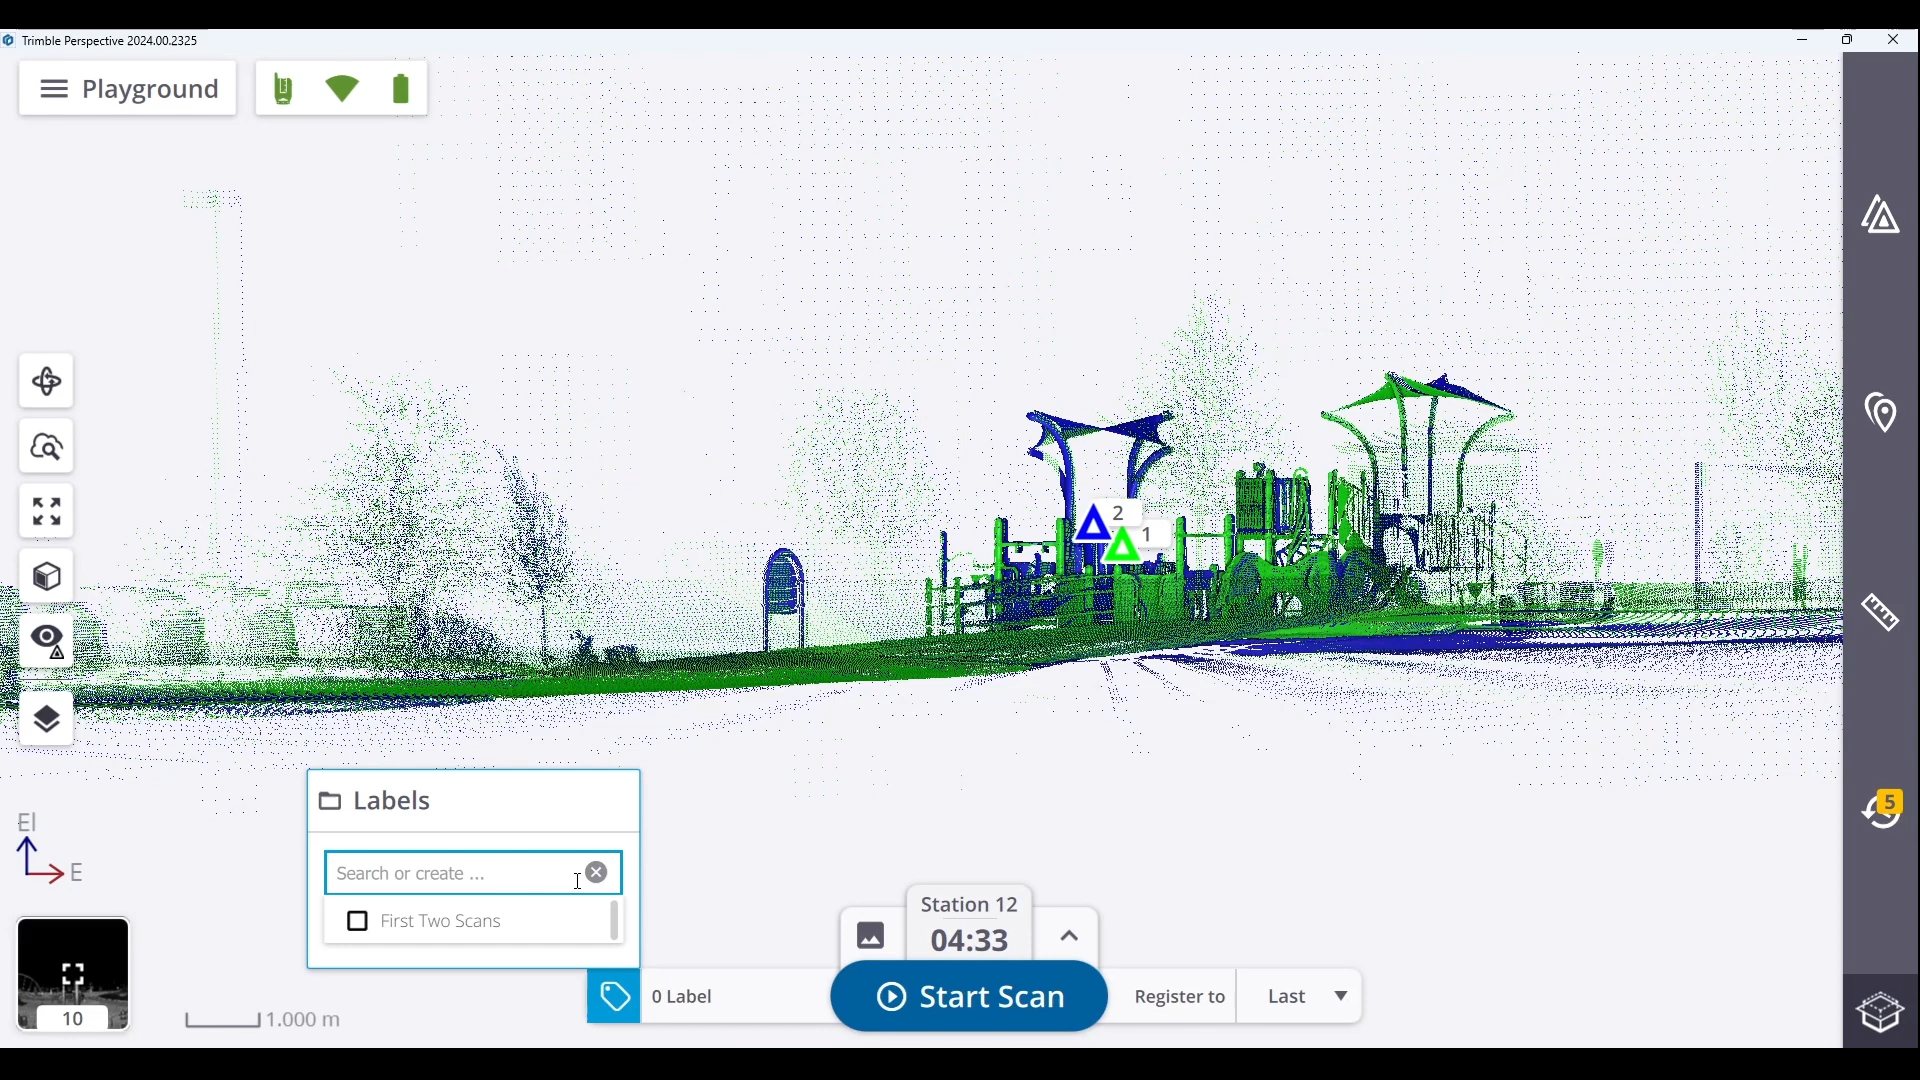 Trimble Perspective 2024.00.2325
Playground
2
1
5
Labels
Search or create ...
First Two Scans
El
E
10
1.000 m
Station 12
04:33
0 Label
Start Scan
Register to
Last